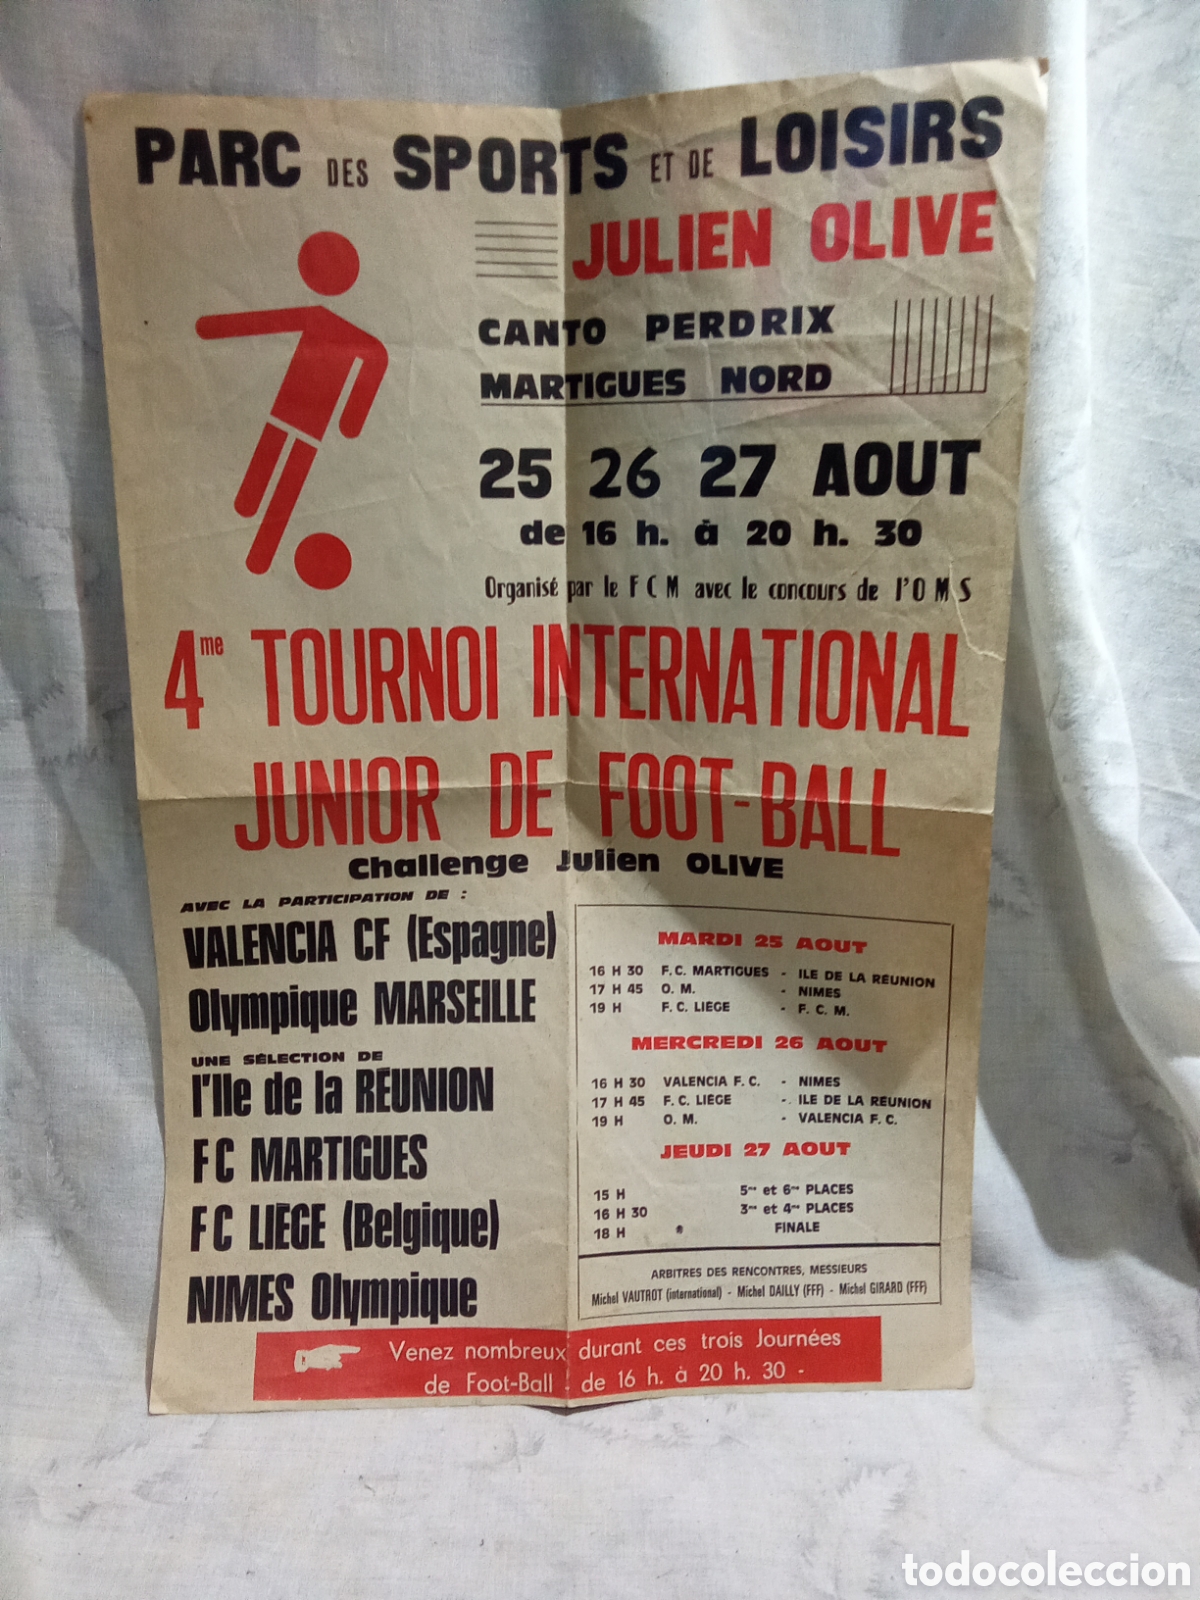 PARC DES SPORTS ET DE LOISIRS
JULIEN OLIVE
CANTO PERDRIX
MARTIGUES NORD
25 26 27 AOUT
de 16 h. à 20 h. 30
Organisé par le F C M avec le concours de l'O M S
4me TOURNOI INTERNATIONAL
JUNIOR DE FOOT-BALL
Challenge Julien OLIVE
AVEC LA PARTICIPATION DE :
VALENCIA CF (Espagne)
Olympique MARSEILLE
UNE SÉLECTION DE
l'Ile de la RÉUNION
FC MARTIGUES
FC LIÈGE (Belgique)
NIMES Olympique
MARDI 25 AOUT
16 H 30 F.C. MARTIGUES - ILE DE LA RÉUNION
17 H 45 O. M. - NIMES
19 H F. C. LIÈGE - F. C. M.
MERCREDI 26 AOUT
16 H 30 VALENCIA F. C. - NIMES
17 H 45 F. C. LIÈGE - ILE DE LA RÉUNION
19 H O. M. - VALENCIA F. C.
JEUDI 27 AOUT
15 H 5me et 6me PLACES
16 H 30 3me et 4me PLACES
18 H FINALE
ARBITRES DES RENCONTRES, MESSIEURS
Michel VAUTROT (international) - Michel DAILLY (FFF) - Michel GIRARD (FFF)
Venez nombreux durant ces trois Journées
de Foot-Ball de 16 h. à 20 h. 30 -
todocoleccion